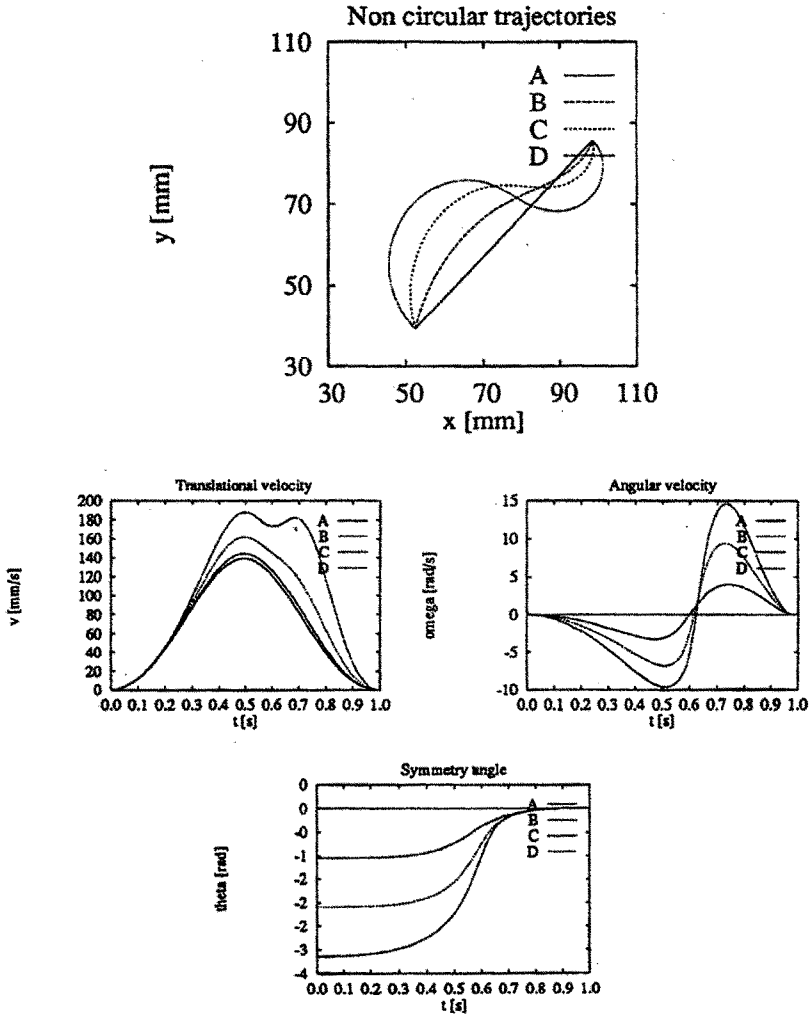 Non circular trajectories
110
90
70
50
30
y [mm]
A
B
C
D
30 50 70 90 110
x [mm]
Translational velocity
200
180
160
140
120
100
80
60
40
20
0
v [mm/s]
A
B
C
D
0.0 0.1 0.2 0.3 0.4 0.5 0.6 0.7 0.8 0.9 1.0
t [s]
Angular velocity
15
10
5
0
-5
-10
omega [rad/s]
A
B
C
D
0.0 0.1 0.2 0.3 0.4 0.5 0.6 0.7 0.8 0.9 1.0
t [s]
Symmetry angle
0
0
-0
-1
-2
-2
-2
-3
-4
theta [rad]
A
B
C
D
0.0 0.1 0.2 0.3 0.4 0.5 0.6 0.7 0.8 0.9 1.0
t [s]